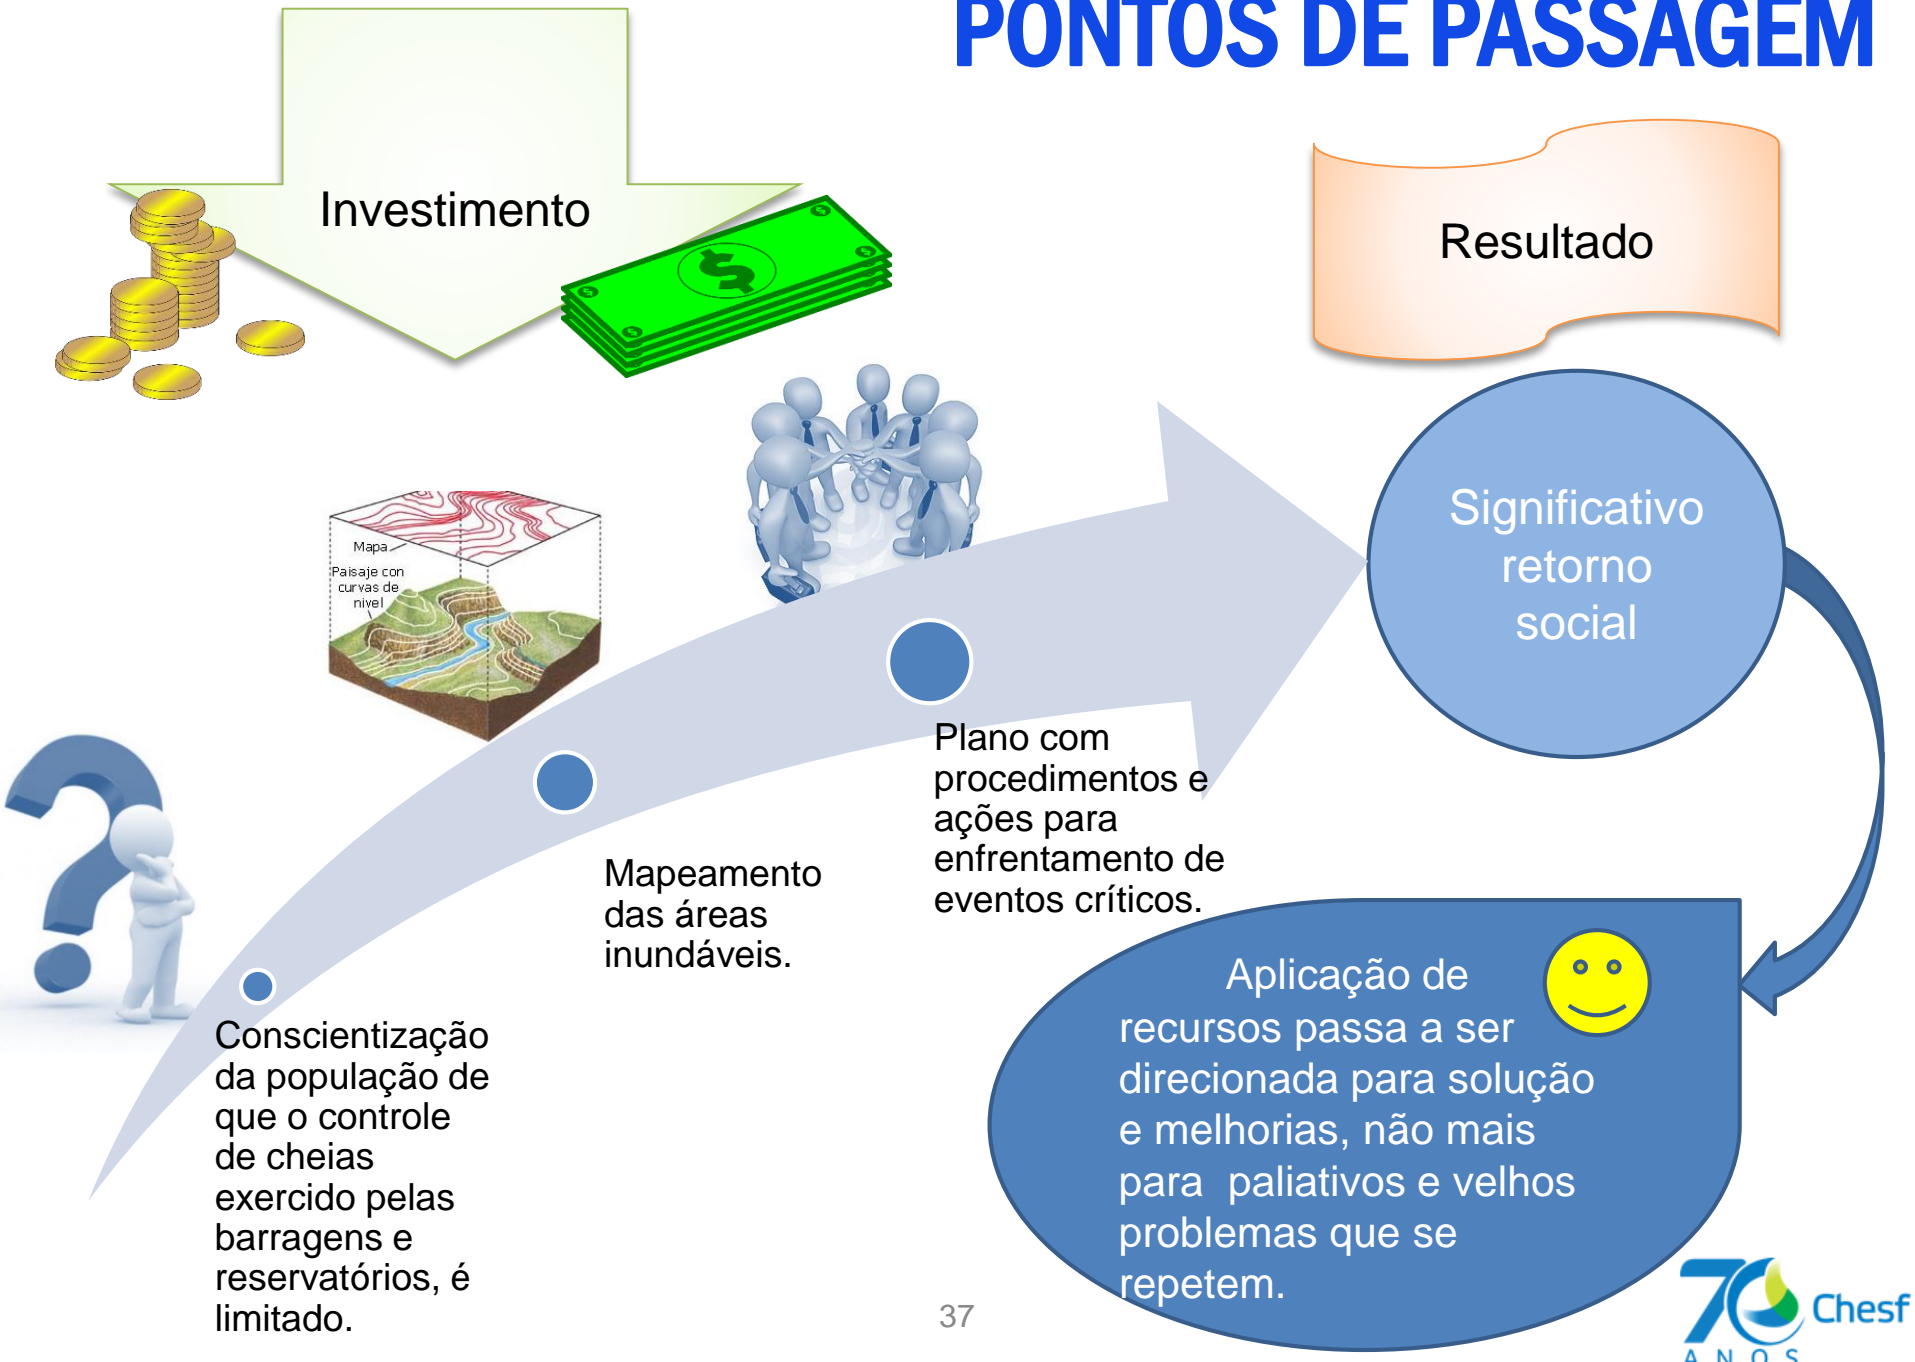 PONTOS DE PASSAGEM
Investimento
Resultado
Significativo
retorno
social
Mapa
Paisaje con
curvas de
nivel
Plano com
procedimentos e
ações para
enfrentamento de
eventos críticos.
Mapeamento
das áreas
inundáveis.
Conscientização
da população de
que o controle
de cheias
exercido pelas
barragens e
reservatórios, é
limitado.
Aplicação de
recursos passa a ser
direcionada para solução
e melhorias, não mais
para paliativos e velhos
problemas que se
repetem.
37
70 Chesf
ANOS